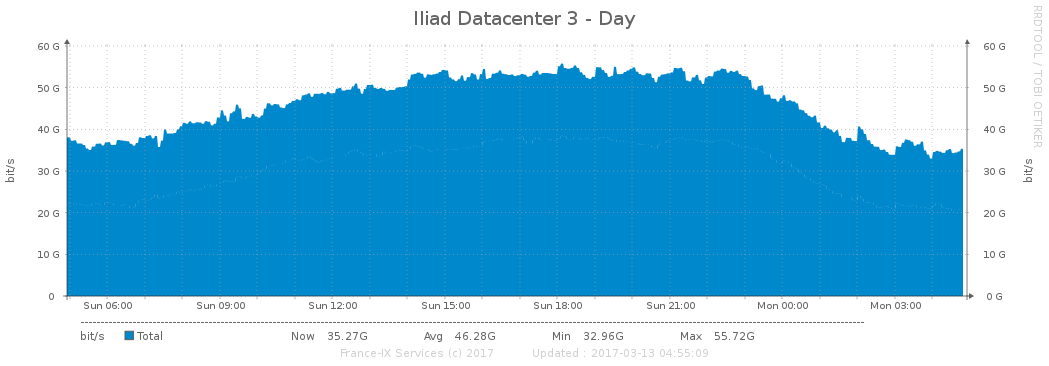 Iliad Datacenter 3 - Day
RRDTOOL / TOBI OETIKER
60 G 60 G
50 G 50 G
40 G 40 G
30 G 30 G
20 G 20 G
10 G 10 G
0 0 G
bit/s bit/s
Sun 06:00 Sun 09:00 Sun 12:00 Sun 15:00 Sun 18:00 Sun 21:00 Mon 00:00 Mon 03:00
bit/s Total Now 35.27G Avg 46.28G Min 32.96G Max 55.72G
France-IX Services (c) 2017 Updated : 2017-03-13 04:55:09